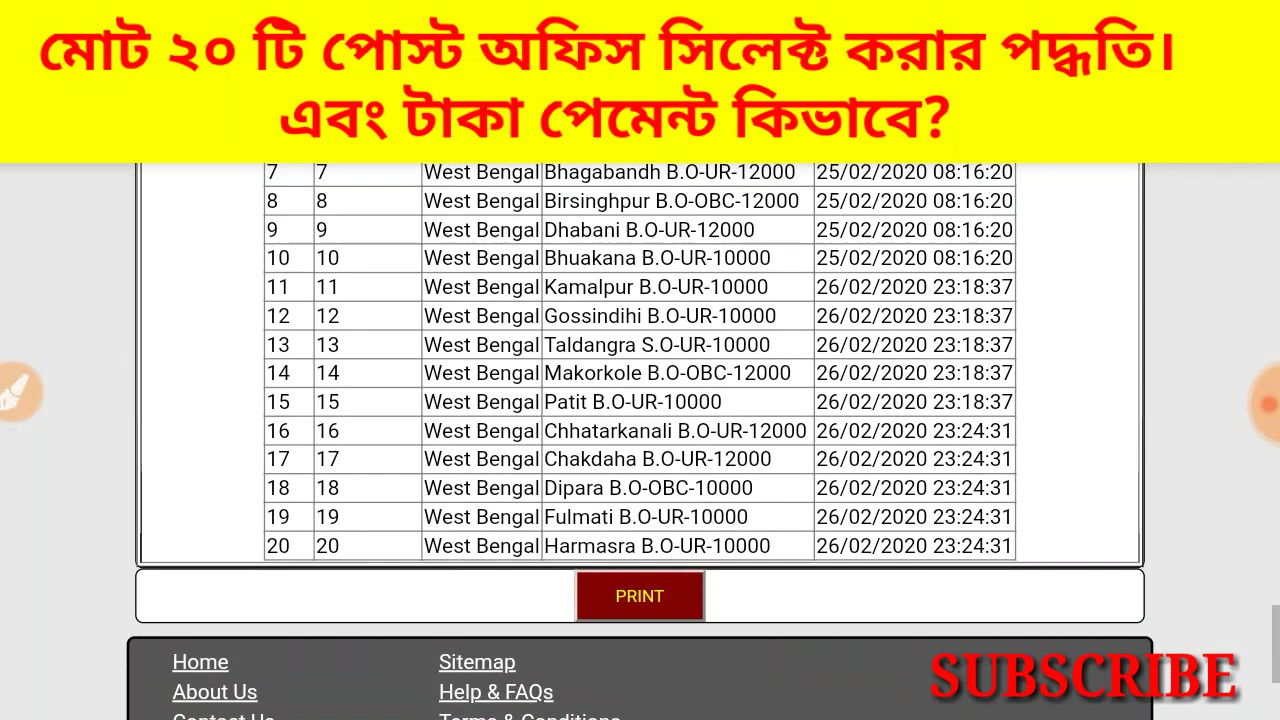 মোট ২০ টি পোস্ট অফিস সিলেক্ট করার পদ্ধতি।
এবং টাকা পেমেন্ট কিভাবে?
7 7 West Bengal Bhagabandh B.O-UR-12000 25/02/2020 08:16:20
8 8 West Bengal Birsinghpur B.O-OBC-12000 25/02/2020 08:16:20
9 9 West Bengal Dhabani B.O-UR-12000 25/02/2020 08:16:20
10 10 West Bengal Bhuakana B.O-UR-10000 25/02/2020 08:16:20
11 11 West Bengal Kamalpur B.O-UR-10000 26/02/2020 23:18:37
12 12 West Bengal Gossindihi B.O-UR-10000 26/02/2020 23:18:37
13 13 West Bengal Taldangra S.O-UR-10000 26/02/2020 23:18:37
14 14 West Bengal Makorkole B.O-OBC-12000 26/02/2020 23:18:37
15 15 West Bengal Patit B.O-UR-10000 26/02/2020 23:18:37
16 16 West Bengal Chhatarkanali B.O-UR-12000 26/02/2020 23:24:31
17 17 West Bengal Chakdaha B.O-UR-12000 26/02/2020 23:24:31
18 18 West Bengal Dipara B.O-OBC-10000 26/02/2020 23:24:31
19 19 West Bengal Fulmati B.O-UR-10000 26/02/2020 23:24:31
20 20 West Bengal Harmasra B.O-UR-10000 26/02/2020 23:24:31
PRINT
Home Sitemap
About Us Help & FAQs
Contact Us Terms & Conditions
SUBSCRIBE